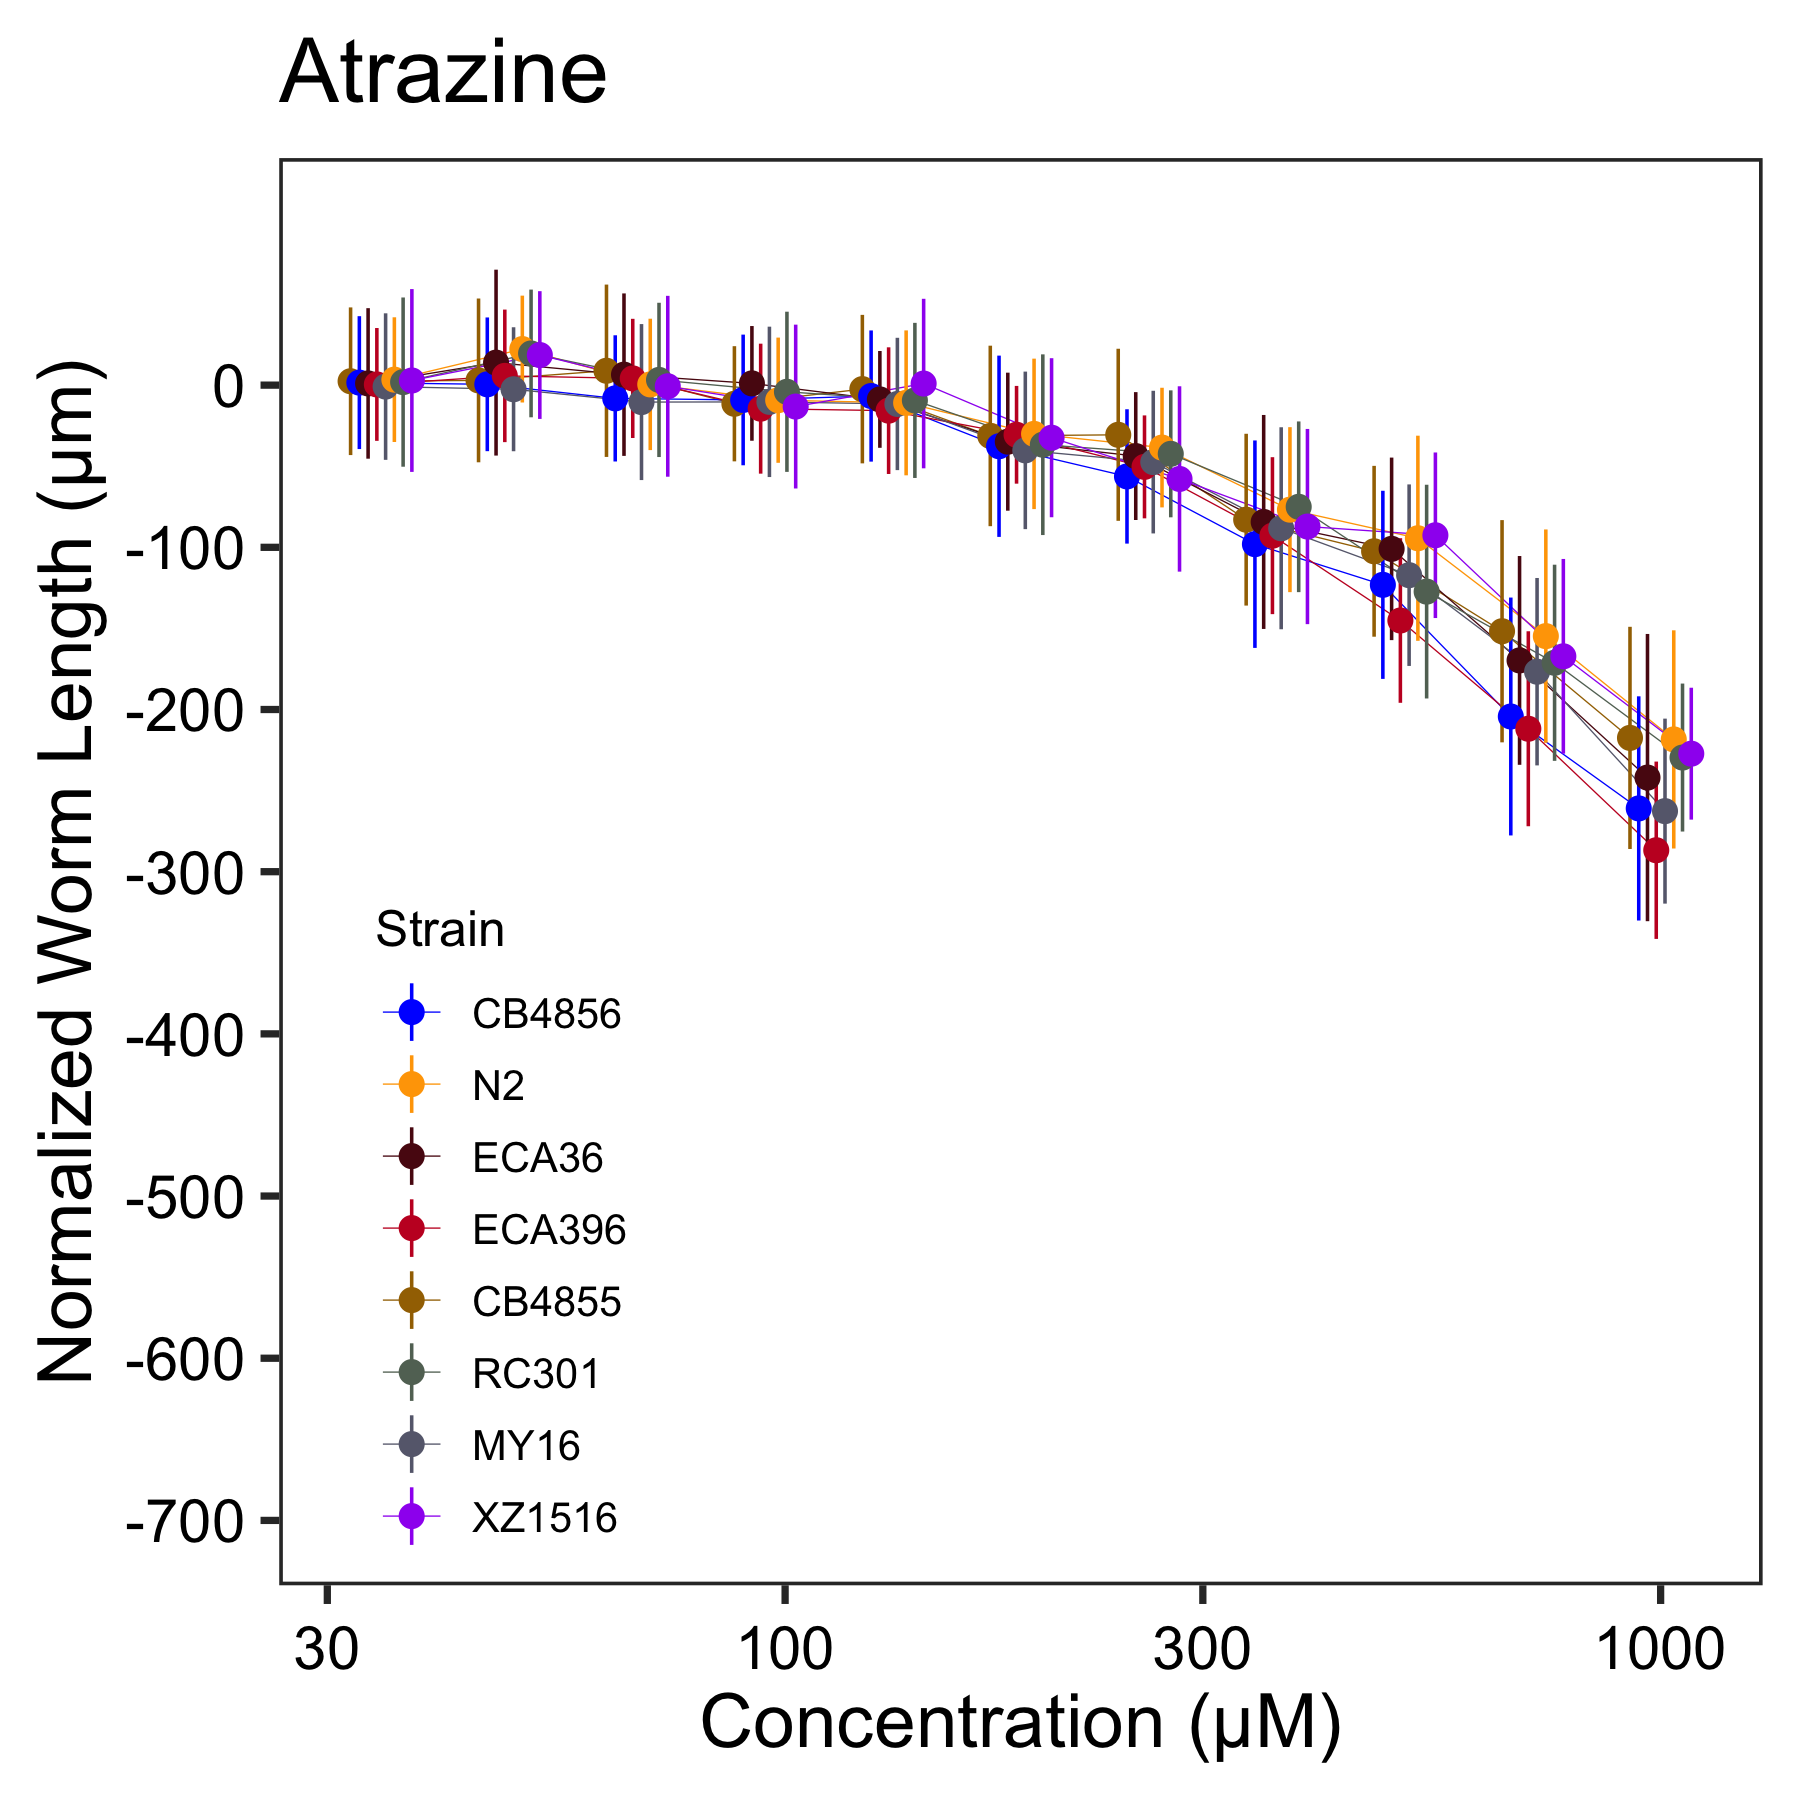 Atrazine
Normalized Worm Length (µm)
0
-100
-200
-300
-400
-500
-600
-700
Strain
CB4856
N2
ECA36
ECA396
CB4855
RC301
MY16
XZ1516
30 100 300 1000
Concentration (µM)